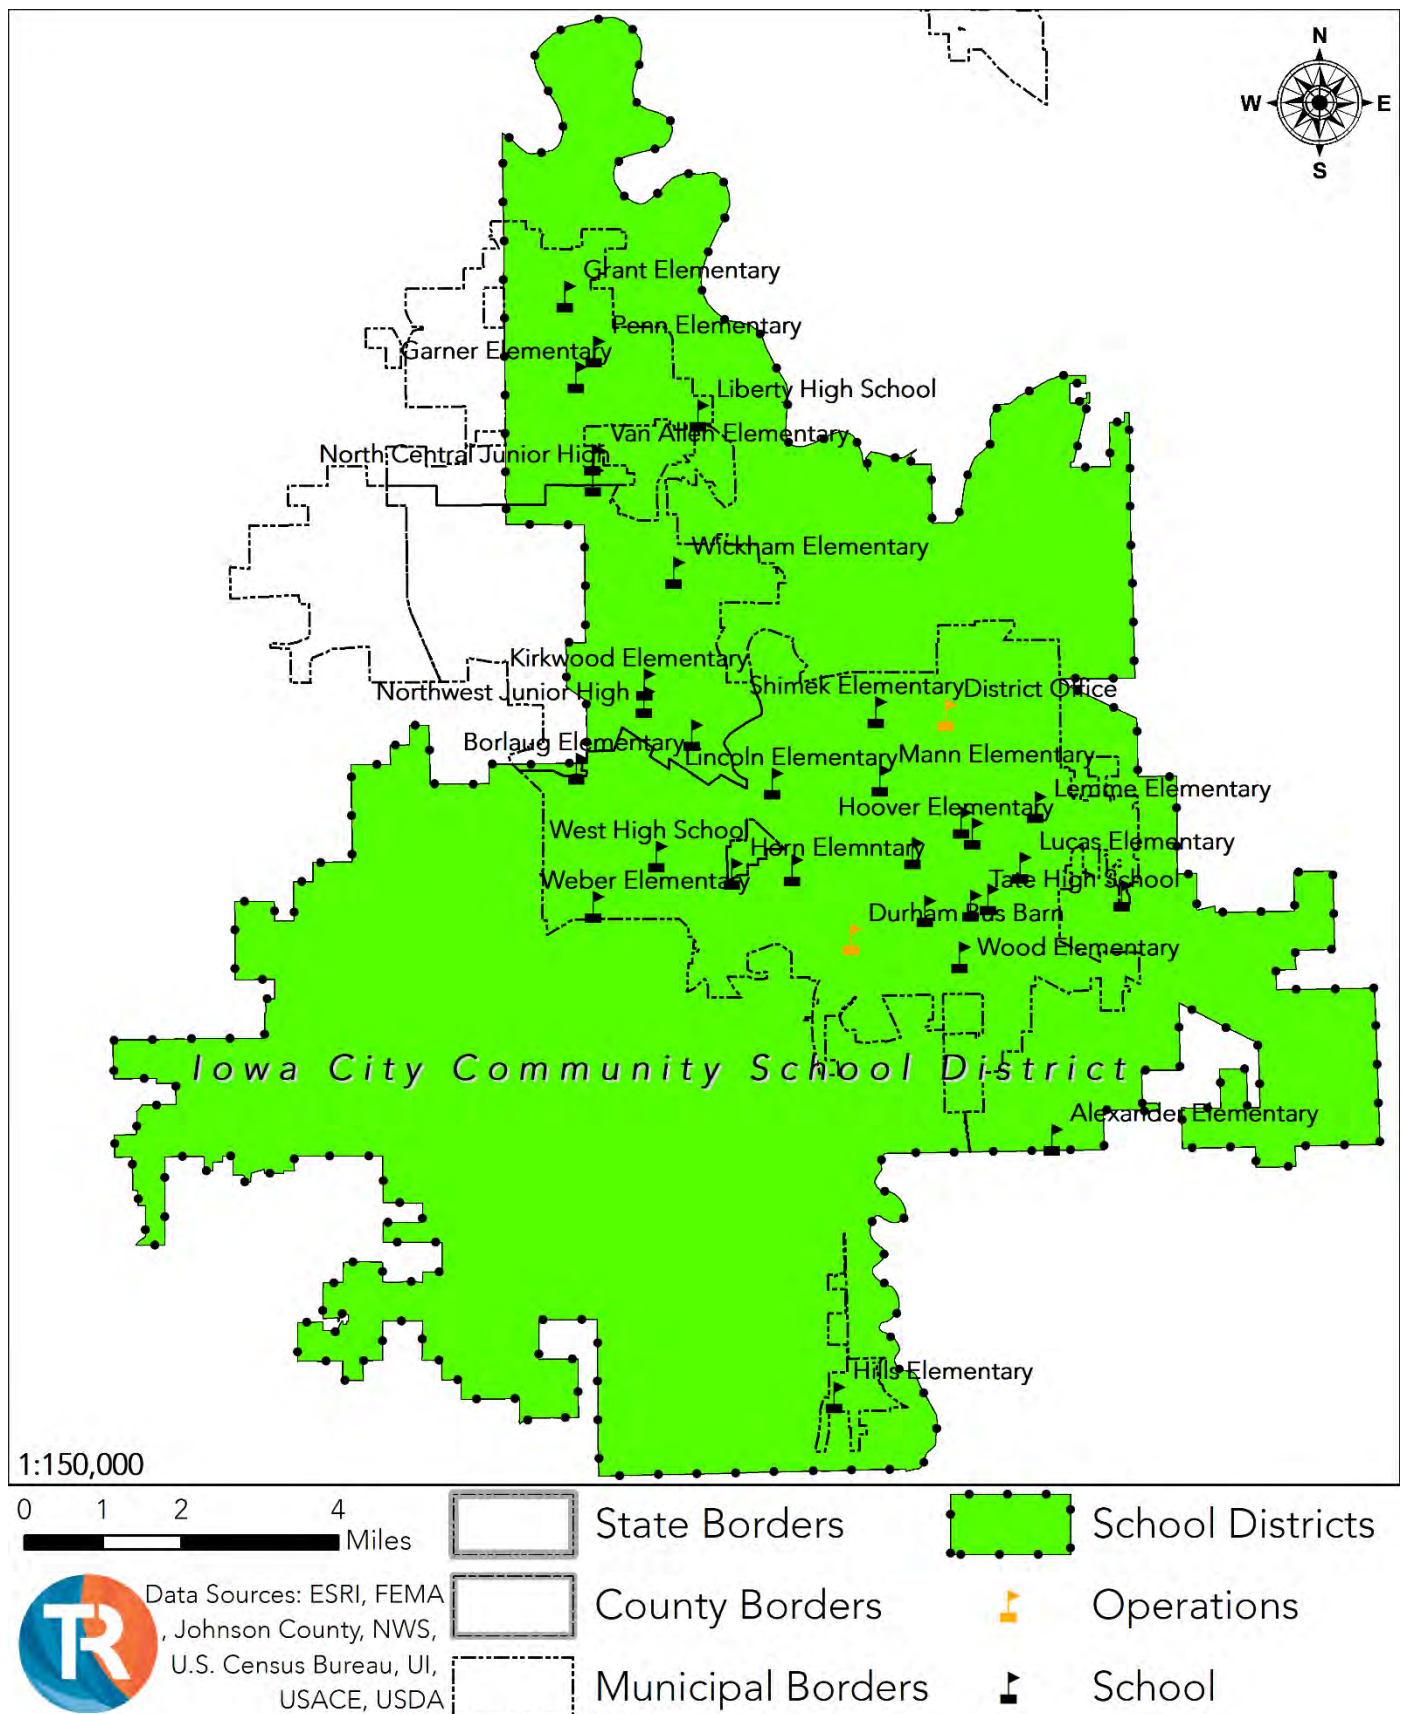 N
W E
S
Grant Elementary
Penn Elementary
Garner Elementary
Liberty High School
Van Allen Elementary
North Central Junior High
Wickham Elementary
Kirkwood Elementary
Northwest Junior High
Shimek Elementary
District Office
Borlaug Elementary
Lincoln Elementary
Mann Elementary
Lemme Elementary
Hoover Elementary
West High School
Horn Elemntary
Lucas Elementary
Weber Elementary
Tate High School
Durham Bus Barn
Wood Elementary
Iowa City Community School District
Alexander Elementary
Hills Elementary
1:150,000
0 1 2 4
Miles
Data Sources: ESRI, FEMA
, Johnson County, NWS,
U.S. Census Bureau, UI,
USACE, USDA
TR
State Borders
County Borders
Municipal Borders
School Districts
Operations
School